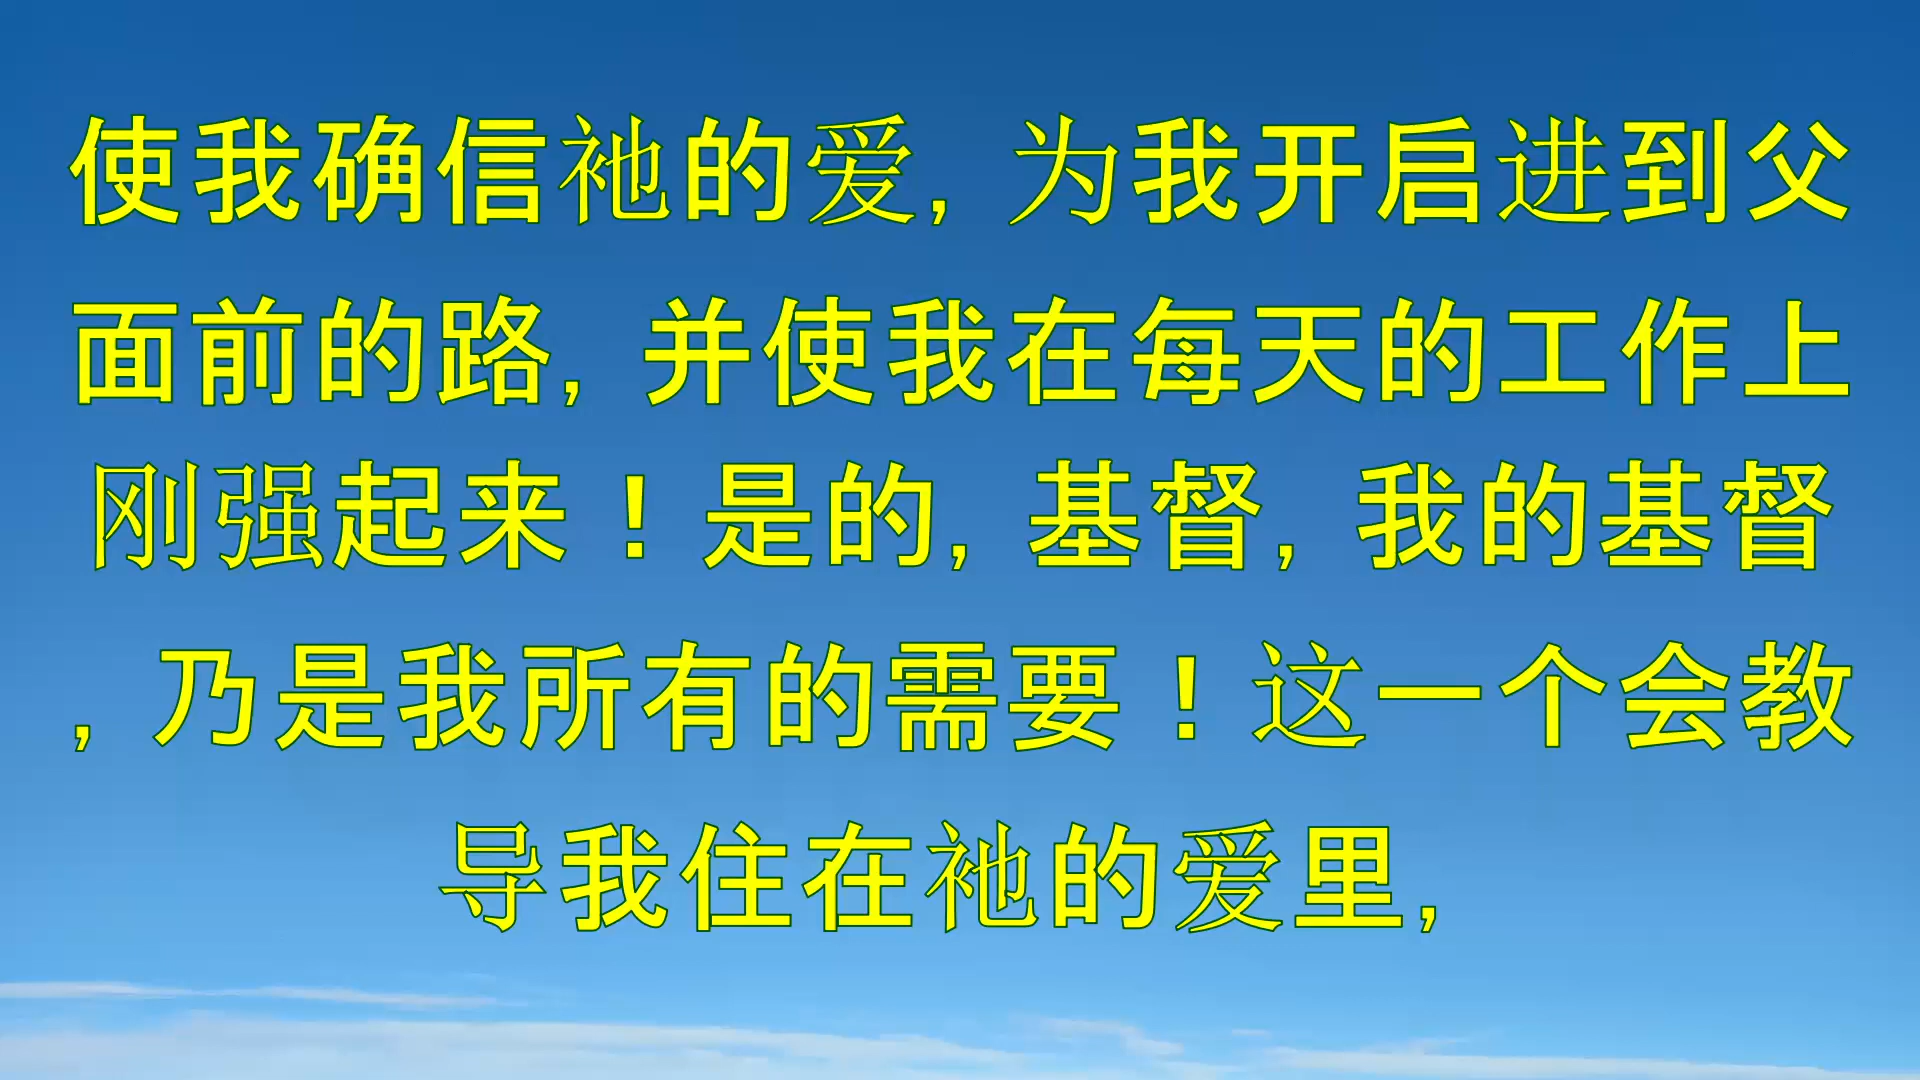 使我确信祂的爱, 为我开启进到父
面前的路, 并使我在每天的工作上
刚强起来！是的, 基督, 我的基督
, 乃是我所有的需要！这一个会教
导我住在祂的爱里,